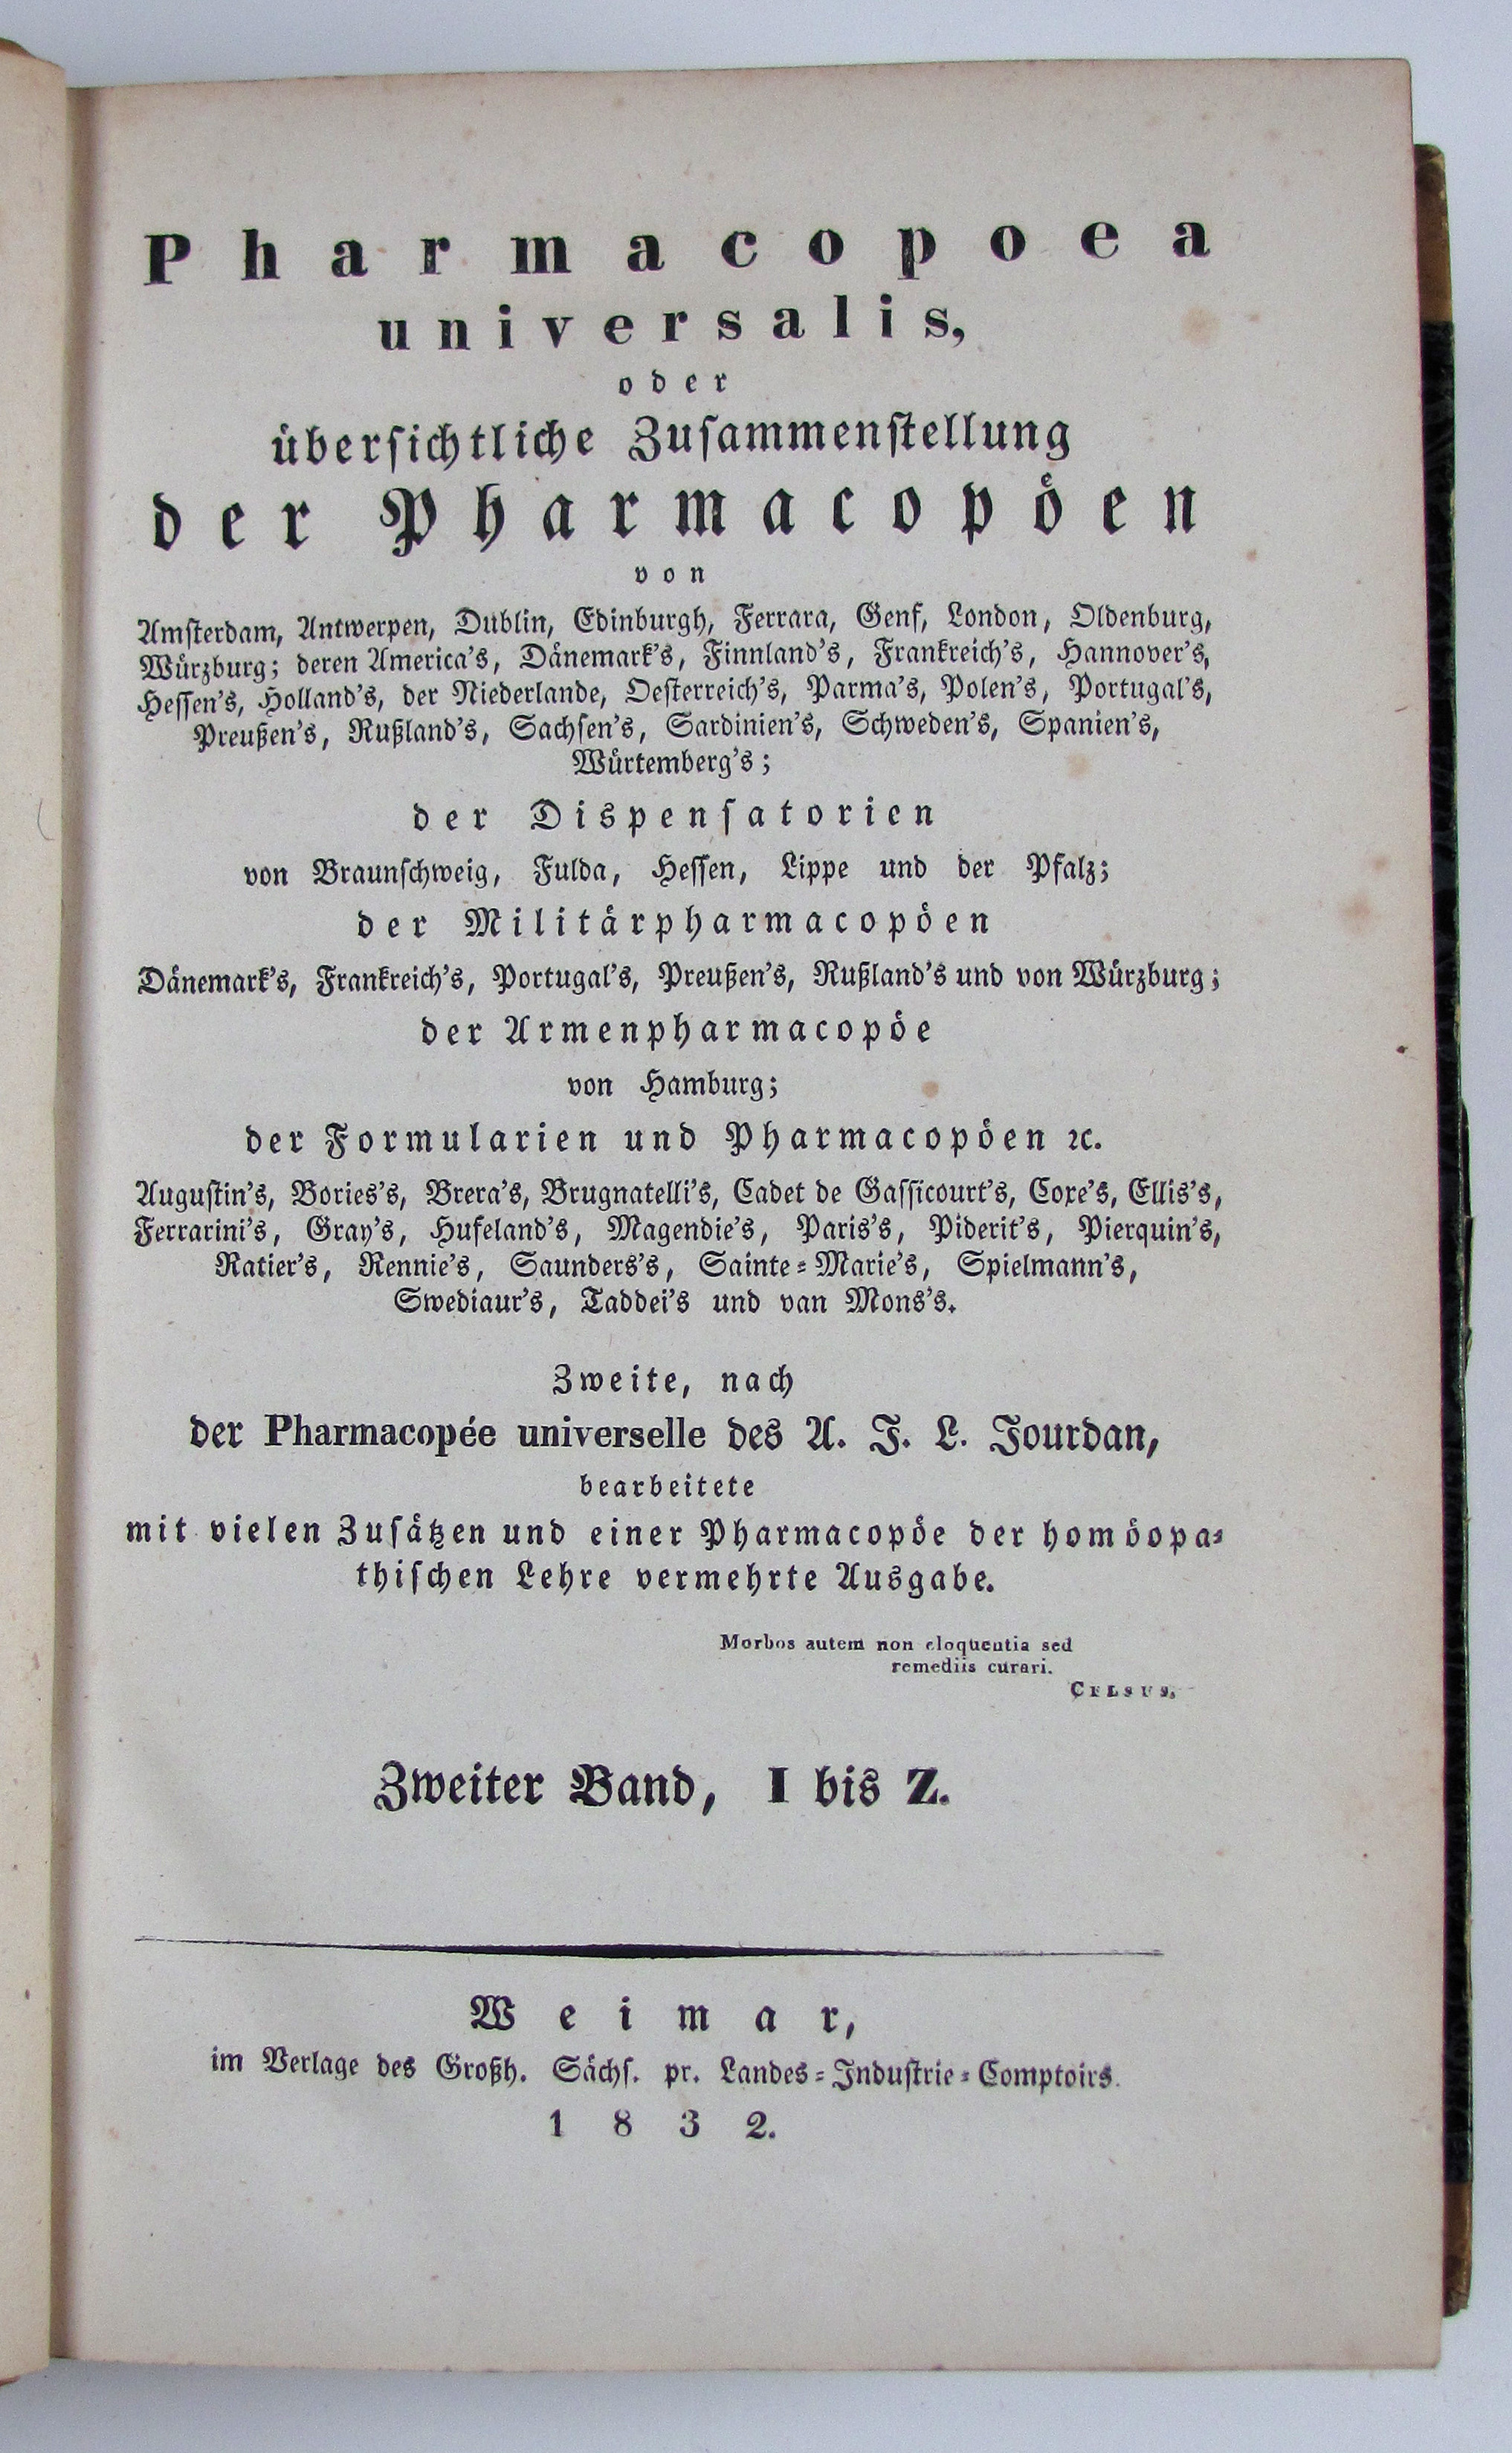 Pharmacopoea
universalis,
oder
übersichtliche Zusammenstellung
der Pharmacopöen
von
Amsterdam, Antwerpen, Dublin, Edinburgh, Ferrara, Genf, London, Oldenburg,
Würzburg; deren America's, Dänemark's, Finnland's, Frankreich's, Hannover's,
Hessen's, Holland's, der Niederlande, Oesterreich's, Parma's, Polen's, Portugal's,
Preußen's, Rußland's, Sachsen's, Sardinien's, Schweden's, Spanien's,
Würtemberg's;
der Dispensatorien
von Braunschweig, Fulda, Hessen, Lippe und der Pfalz;
der Militärpharmacopöen
Dänemark's, Frankreich's, Portugal's, Preußen's, Rußland's und von Würzburg;
der Armenpharmacopöe
von Hamburg;
der Formularien und Pharmacopöen ꝛc.
Augustin's, Bories's, Brera's, Brugnatelli's, Cadet de Gassicourt's, Coxe's, Ellis's,
Ferrarini's, Gray's, Hufeland's, Magendie's, Paris's, Piderit's, Pierquin's,
Ratier's, Rennie's, Saunders's, Sainte-Marie's, Spielmann's,
Swediaur's, Taddei's und van Mons's.
Zweite, nach
der Pharmacopée universelle des A. J. L. Jourdan,
bearbeitete
mit vielen Zusätzen und einer Pharmacopöe der homöopa-
thischen Lehre vermehrte Ausgabe.
Morbos autem non eloquentia sed
remediis curari.
CELSUS.
Zweiter Band, I bis Z.
Weimar,
im Verlage des Großh. Sächs. pr. Landes-Industrie-Comptoirs.
1832.